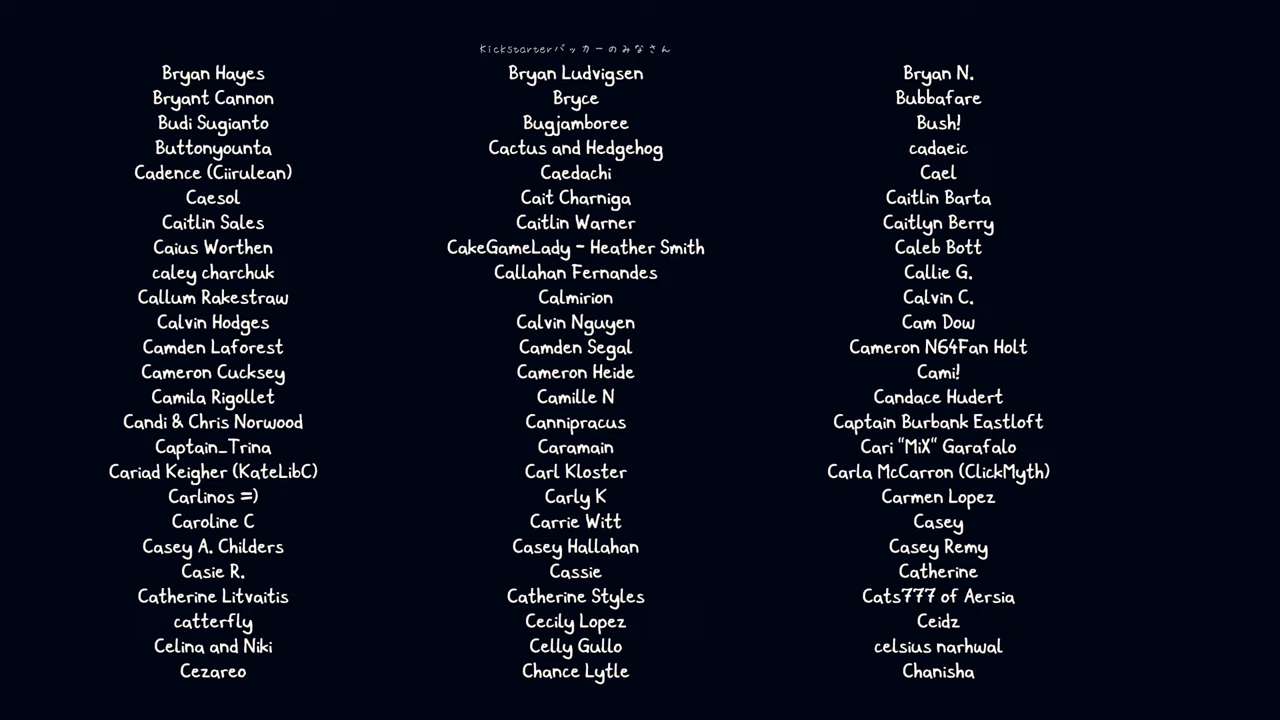 Kickstarterバッカーのみなさん
Bryan Hayes Bryan Ludvigsen Bryan N.
Bryant Cannon Bryce Bubbafare
Budi Sugianto Bugjamboree Bush!
Buttonyounta Cactus and Hedgehog cadaeic
Cadence (Ciirulean) Caedachi Cael
Caesol Cait Charniga Caitlin Barta
Caitlin Sales Caitlin Warner Caitlyn Berry
Caius Worthen CakeGameLady - Heather Smith Caleb Bott
caley charchuk Callahan Fernandes Callie G.
Callum Rakestraw Calmirion Calvin C.
Calvin Hodges Calvin Nguyen Cam Dow
Camden Laforest Camden Segal Cameron N64Fan Holt
Cameron Cucksey Cameron Heide Cami!
Camila Rigollet Camille N Candace Hudert
Candi & Chris Norwood Cannipracus Captain Burbank Eastloft
Captain_Trina Caramain Cari "MiX" Garafalo
Cariad Keigher (KateLibC) Carl Kloster Carla McCarron (ClickMyth)
Carlinos =) Carly K Carmen Lopez
Caroline C Carrie Witt Casey
Casey A. Childers Casey Hallahan Casey Remy
Casie R. Cassie Catherine
Catherine Litvaitis Catherine Styles Cats777 of Aersia
catterfly Cecily Lopez Ceidz
Celina and Niki Celly Gullo celsius narhwal
Cezareo Chance Lytle Chanisha